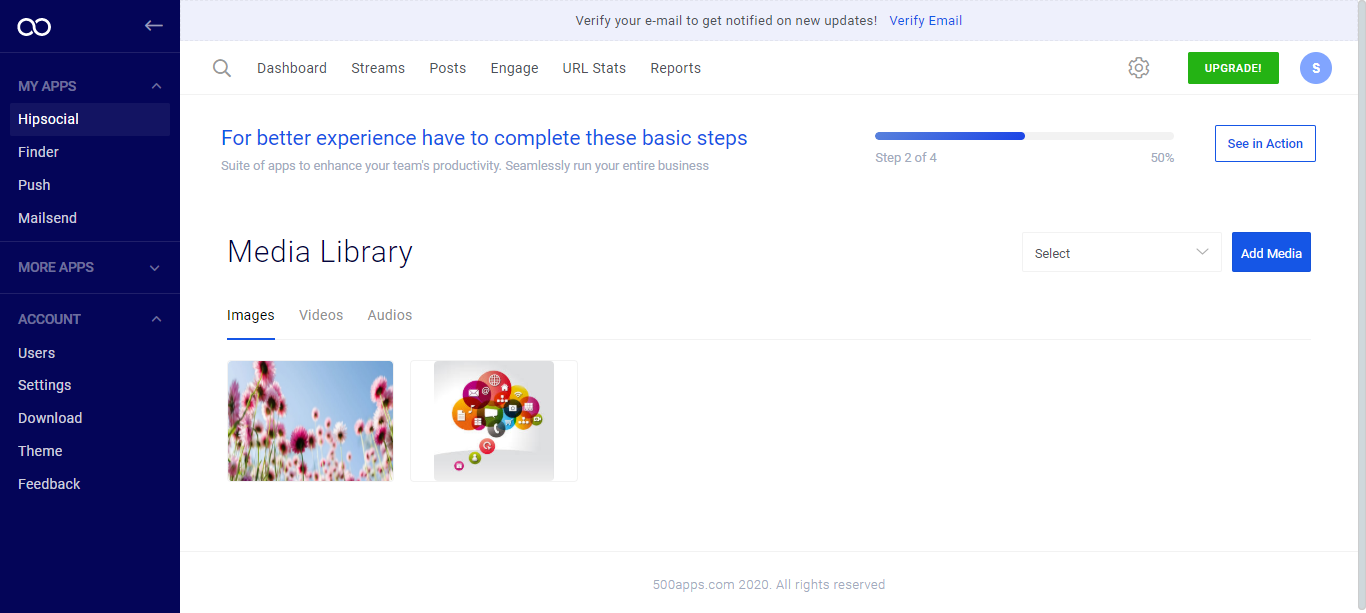 Verify your e-mail to get notified on new updates! Verify Email
Dashboard Streams Posts Engage URL Stats Reports UPGRADE! S
MY APPS
Hipsocial
Finder
Push
Mailsend
MORE APPS
ACCOUNT
Users
Settings
Download
Theme
Feedback
For better experience have to complete these basic steps
Suite of apps to enhance your team's productivity. Seamlessly run your entire business
Step 2 of 4 50%
See in Action
Media Library
Select
Add Media
Images Videos Audios
500apps.com 2020. All rights reserved